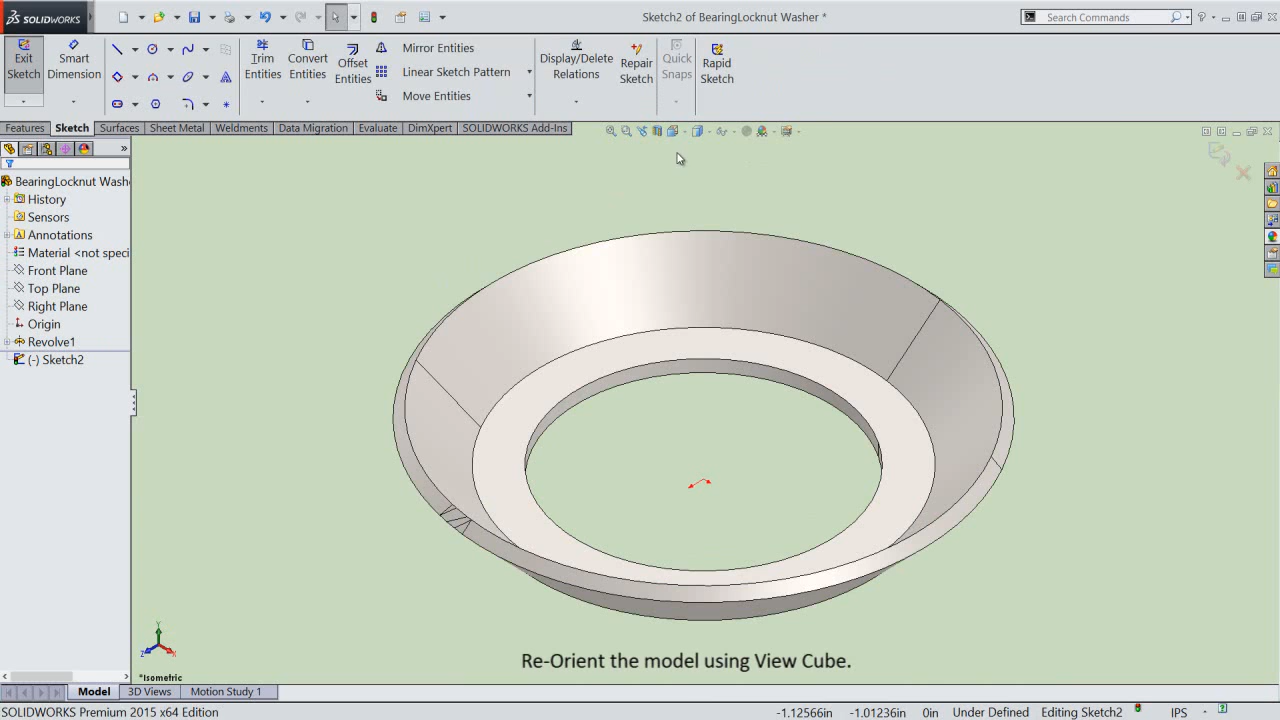 SOLIDWORKS
Sketch2 of BearingLocknut Washer *
Search Commands
Exit Sketch
Smart Dimension
Trim Entities
Convert Entities
Offset Entities
Mirror Entities
Linear Sketch Pattern
Move Entities
Display/Delete Relations
Repair Sketch
Quick Snaps
Rapid Sketch
Features
Sketch
Surfaces
Sheet Metal
Weldments
Data Migration
Evaluate
DimXpert
SOLIDWORKS Add-Ins
BearingLocknut Washe
History
Sensors
Annotations
Material <not speci
Front Plane
Top Plane
Right Plane
Origin
Revolve1
(-) Sketch2
Y
Z
X
*Isometric
Re-Orient the model using View Cube.
Model
3D Views
Motion Study 1
SOLIDWORKS Premium 2015 x64 Edition
-1.12566in
-1.01236in
0in
Under Defined
Editing Sketch2
IPS